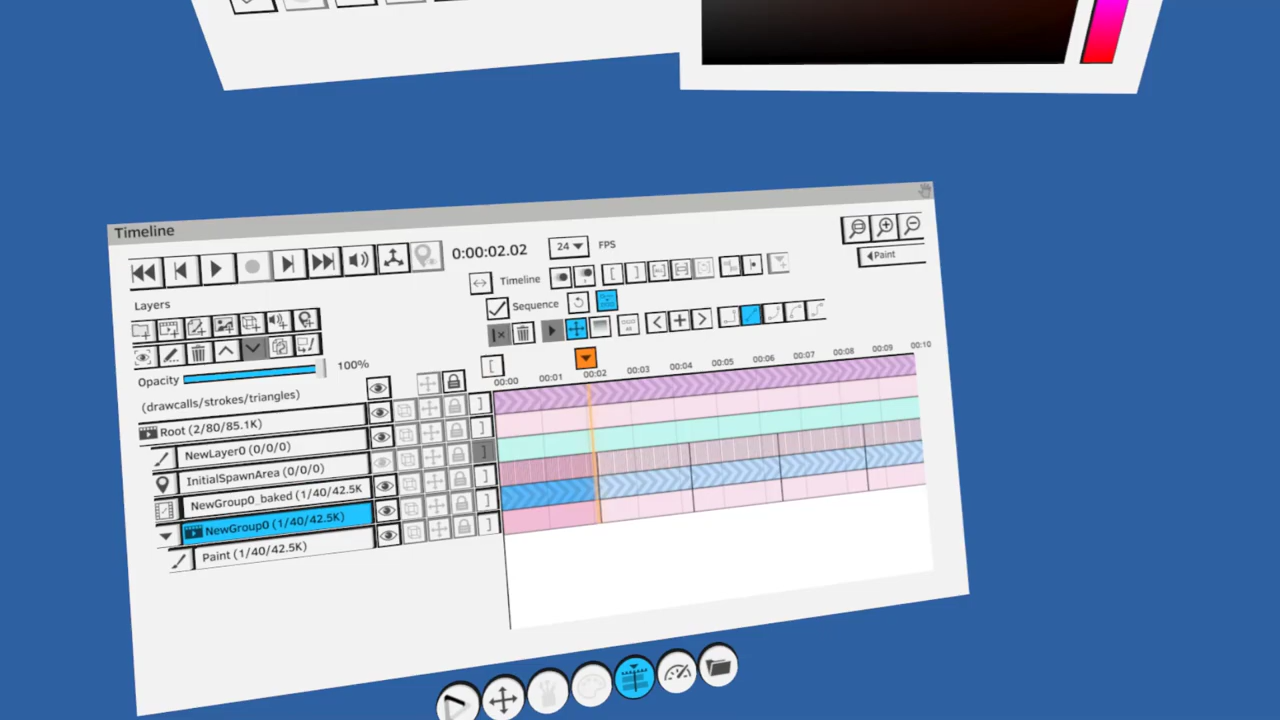 Timeline
0:00:02.02
24
FPS
Timeline
Paint
Layers
Sequence
Opacity
100%
00:00 00:01 00:02 00:03 00:04 00:05 00:06 00:07 00:08 00:09 00:10
(drawcalls/strokes/triangles)
Root (2/80/85.1K)
NewLayer0 (0/0/0)
InitialSpawnArea (0/0/0)
NewGroup0_baked (1/40/42.5K
NewGroup0 (1/40/42.5K)
Paint (1/40/42.5K)